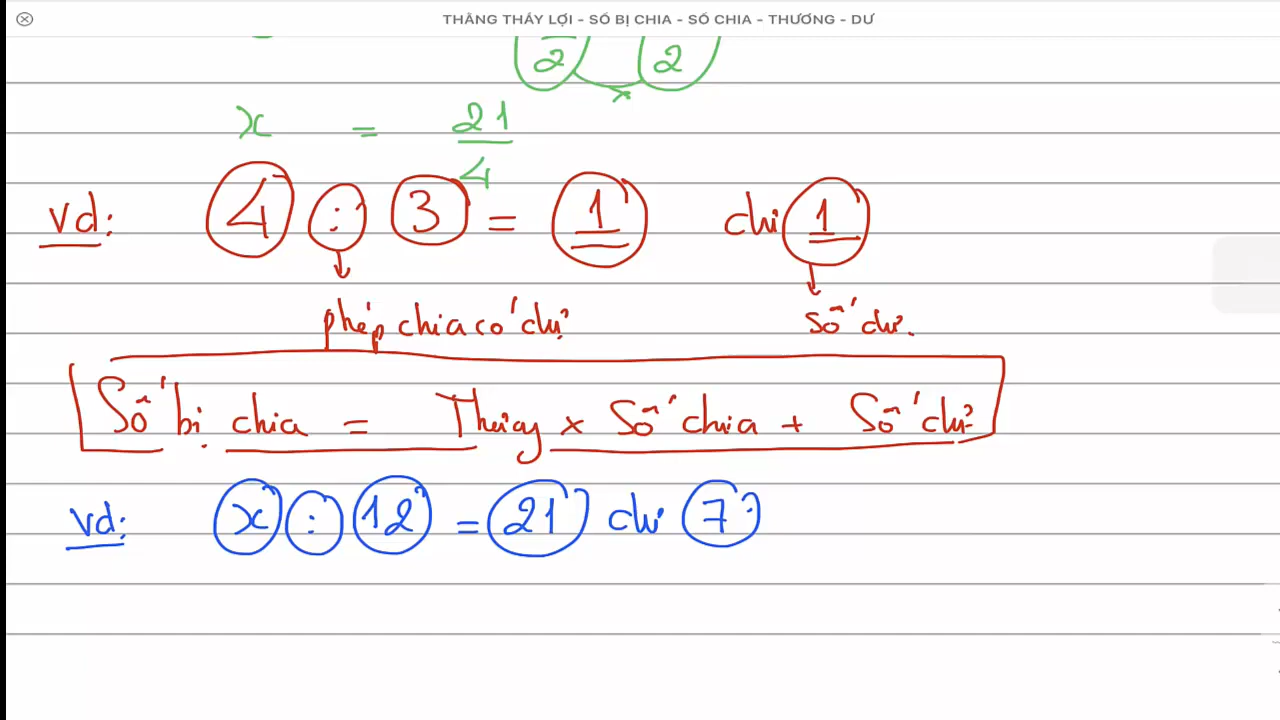 THẦNG THẦY LỢI - SỐ BỊ CHIA - SỐ CHIA - THƯƠNG - DƯ
2 2
x
x = 21/4
vd: 4 : 3 = 1 dư 1
phép chia có dư số dư.
Số bị chia = Thương x Số chia + Số dư
vd: x : 12 = 21 dư 7